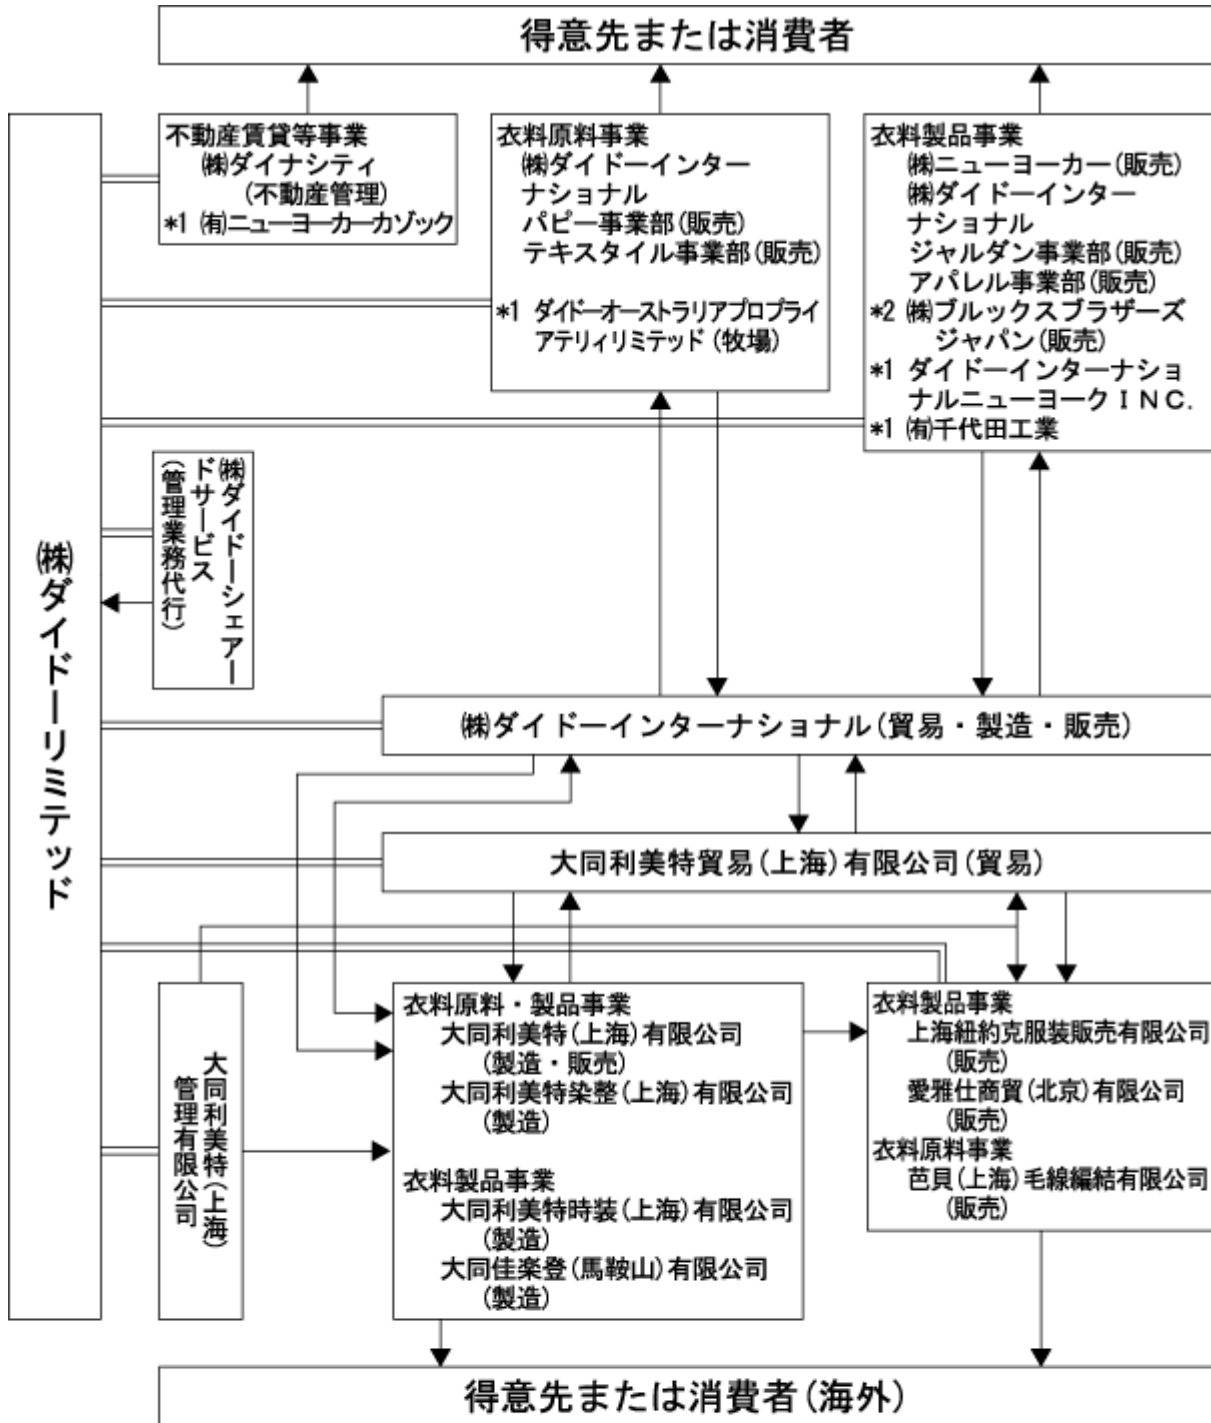 得意先または消費者
不動産賃貸等事業
㈱ダイナシティ
(不動産管理)
*1 ㈲ニューヨーカーカゾック
衣料原料事業
㈱ダイドーインター
ナショナル
パピー事業部(販売)
テキスタイル事業部(販売)
*1 ダイドーオーストラリアプロプライ
アテリィリミテッド(牧場)
衣料製品事業
㈱ニューヨーカー(販売)
㈱ダイドーインター
ナショナル
ジャルダン事業部(販売)
アパレル事業部(販売)
*2 ㈱ブルックスブラザーズ
ジャパン(販売)
*1 ダイドーインターナショ
ナルニューヨークＩＮＣ.
*1 ㈲千代田工業
㈱ダイドーリミテッド
㈱ダイドーシェアー
ドサービス
(管理業務代行)
㈱ダイドーインターナショナル(貿易・製造・販売)
大同利美特貿易(上海)有限公司(貿易)
大同利美特(上海)
管理有限公司
衣料原料・製品事業
大同利美特(上海)有限公司
(製造・販売)
大同利美特染整(上海)有限公司
(製造)
衣料製品事業
大同利美特時装(上海)有限公司
(製造)
大同佳楽登(馬鞍山)有限公司
(製造)
衣料製品事業
上海紐約克服装販売有限公司
(販売)
愛雅仕商貿(北京)有限公司
(販売)
衣料原料事業
芭貝(上海)毛線編結有限公司
(販売)
得意先または消費者(海外)